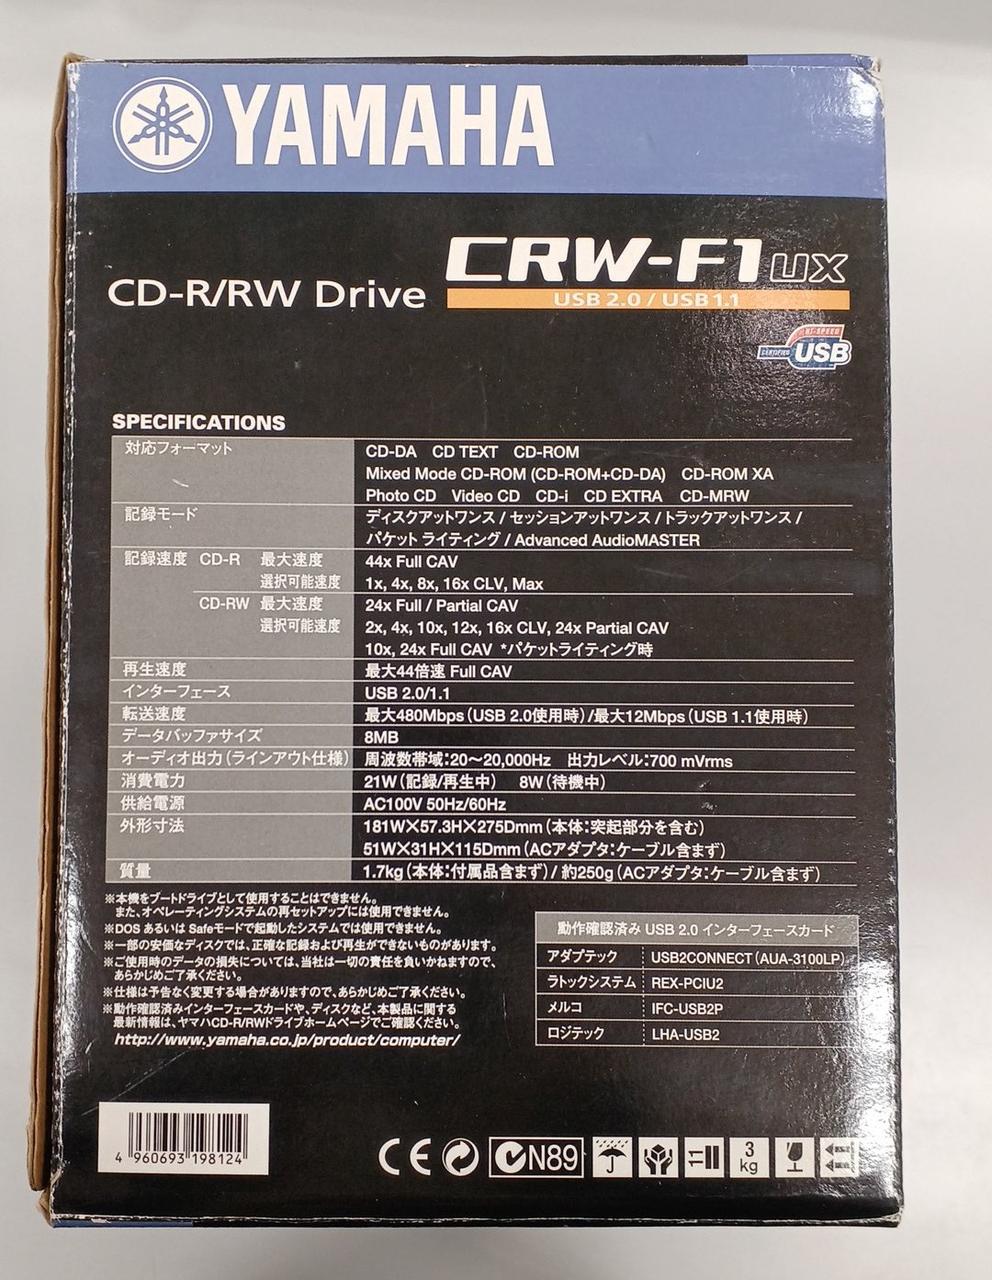 YAMAHA
CRW-F1UX
CD-R/RW Drive
USB 2.0 / USB 1.1
HI-SPEED
CERTIFIED USB
SPECIFICATIONS
対応フォーマット CD-DA CD TEXT CD-ROM
Mixed Mode CD-ROM (CD-ROM+CD-DA) CD-ROM XA
Photo CD Video CD CD-i CD EXTRA CD-MRW
記録モード ディスクアットワンス / セッションアットワンス / トラックアットワンス /
パケット ライティング / Advanced AudioMASTER
記録速度 CD-R 最大速度 44x Full CAV
選択可能速度 1x, 4x, 8x, 16x CLV, Max
CD-RW 最大速度 24x Full / Partial CAV
選択可能速度 2x, 4x, 10x, 12x, 16x CLV, 24x Partial CAV
10x, 24x Full CAV *パケットライティング時
再生速度 最大44倍速 Full CAV
インターフェース USB 2.0/1.1
転送速度 最大480Mbps(USB 2.0使用時)/最大12Mbps(USB 1.1使用時)
データバッファサイズ 8MB
オーディオ出力(ラインアウト仕様) 周波数帯域:20〜20,000Hz 出力レベル:700 mVrms
消費電力 21W(記録/再生中) 8W(待機中)
供給電源 AC100V 50Hz/60Hz
外形寸法 181W×57.3H×275Dmm(本体:突起部分を含む)
51W×31H×115Dmm(ACアダプタ:ケーブル含まず)
質量 1.7kg(本体:付属品含まず)/ 約250g(ACアダプタ:ケーブル含まず)
※本機をブートドライブとして使用することはできません。
また、オペレーティングシステムの再セットアップには使用できません。
※DOS あるいは Safeモードで起動したシステムでは使用できません。
※一部の安価なディスクでは、正確な記録および再生ができないものがあります。
※ご使用時のデータの損失については、当社は一切の責任を負いかねますので、
あらかじめご了承ください。
※仕様は予告なく変更する場合がありますので、あらかじめご了承ください。
※動作確認済みインターフェースカードや、ディスクなど、本製品に関する
最新情報は、ヤマハCD-R/RWドライブホームページでご確認ください。
http://www.yamaha.co.jp/product/computer/
動作確認済み USB 2.0 インターフェースカード
アダプテック USB2CONNECT(AUA-3100LP)
ラトックシステム REX-PCIU2
メルコ IFC-USB2P
ロジテック LHA-USB2
4 960693 198124
CE N89 3 kg